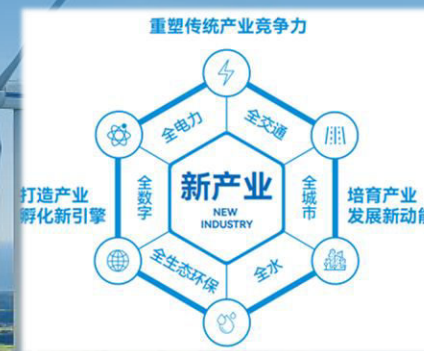 重塑传统产业竞争力
全电力
全交通
打造产业
孵化新引擎
全数字
新产业
NEW
INDUSTRY
全城市
培育产业
发展新动能
全生态环保
全水